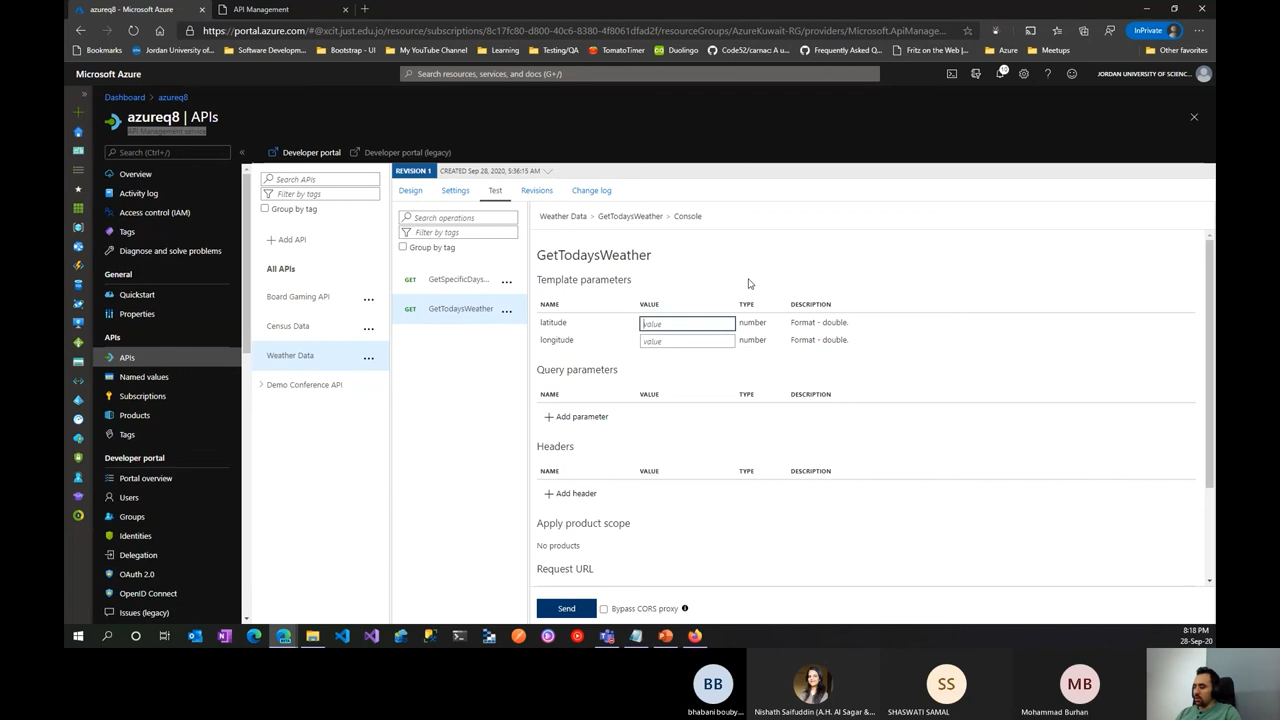 azureq8 - Microsoft Azure
API Management
https://portal.azure.com/#@xcit.just.edu.jo/resource/subscriptions/8c17fc80-d800-40c6-8380-4f8061dfad2f/resourceGroups/AzureKuwait-RG/providers/Microsoft.ApiManage...
InPrivate
Bookmarks
Jordan University of...
Software Develop...
Bootstrap - UI
My YouTube Channel
Learning
Testing/QA
TomatoTimer
Duolingo
Code52/carnac: A u...
Frequently Asked Q...
Fritz on the Web |...
Azure
Meetups
Other favorites
Microsoft Azure
Search resources, services, and docs (G+/)
JORDAN UNIVERSITY OF SCIENC...
Dashboard > azureq8
azureq8 | APIs
API Management service
Search (Ctrl+/)
Developer portal
Developer portal (legacy)
Overview
Activity log
Access control (IAM)
Tags
Diagnose and solve problems
General
Quickstart
Properties
APIs
APIs
Named values
Subscriptions
Products
Tags
Developer portal
Portal overview
Users
Groups
Identities
Delegation
OAuth 2.0
OpenID Connect
Issues (legacy)
Search APIs
Filter by tags
Group by tag
Add API
All APIs
Board Gaming API
Census Data
Weather Data
Demo Conference API
REVISION 1 CREATED Sep 28, 2020, 5:36:15 AM
Design Settings Test Revisions Change log
Search operations
Filter by tags
Group by tag
GET GetSpecificDays...
GET GetTodaysWeather
Weather Data > GetTodaysWeather > Console
GetTodaysWeather
Template parameters
NAME VALUE TYPE DESCRIPTION
latitude value number Format - double.
longitude value number Format - double.
Query parameters
NAME VALUE TYPE DESCRIPTION
Add parameter
Headers
NAME VALUE TYPE DESCRIPTION
Add header
Apply product scope
No products
Request URL
Send Bypass CORS proxy
8:18 PM
28-Sep-20
BB
SS
MB
bhabani bouby...
Nishath Saifuddin (A.H. Al Sagar &...
SHASWATI SAMAL
Mohammad Burhan